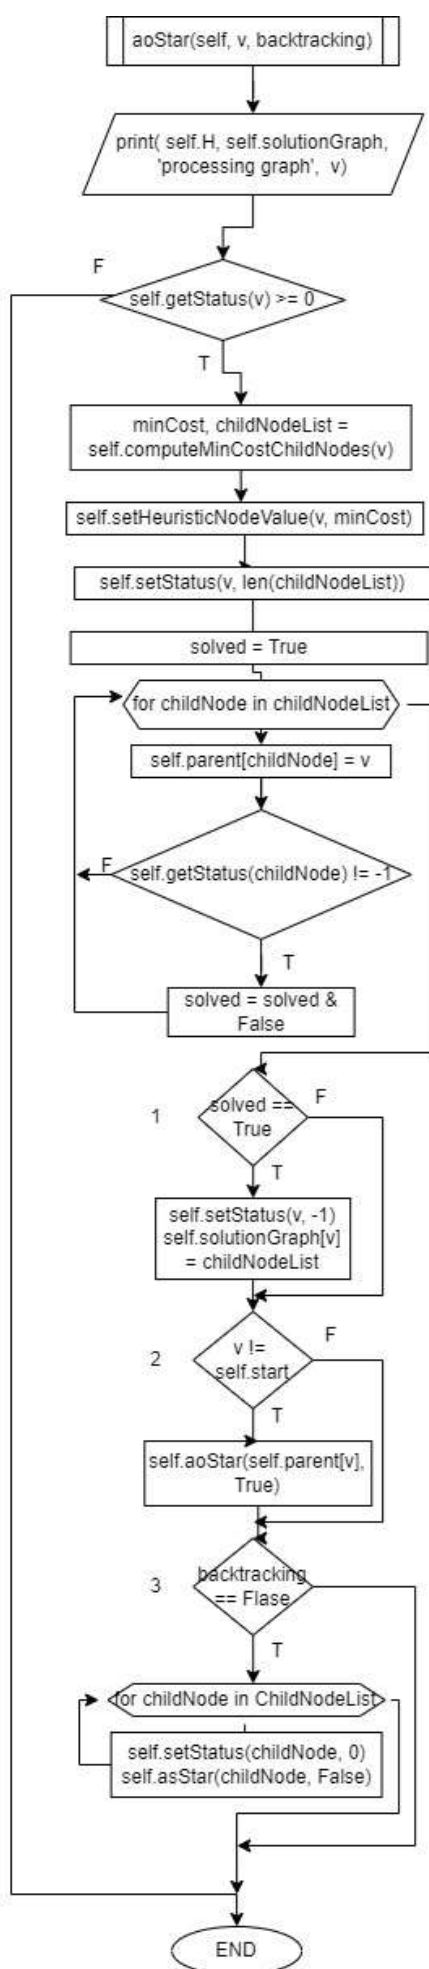 aoStar(self, v, backtracking)
print( self.H, self.solutionGraph,
'processing graph',  v)
F
self.getStatus(v) >= 0
T
minCost, childNodeList =
self.computeMinCostChildNodes(v)
self.setHeuristicNodeValue(v, minCost)
self.setStatus(v, len(childNodeList))
solved = True
for childNode in childNodeList
self.parent[childNode] = v
F
self.getStatus(childNode) != -1
T
solved = solved &
False
1
solved ==
True
F
T
self.setStatus(v, -1)
self.solutionGraph[v]
= childNodeList
2
v !=
self.start
F
T
self.aoStar(self.parent[v],
True)
3
backtracking
== Flase
T
for childNode in ChildNodeList
self.setStatus(childNode, 0)
self.asStar(childNode, False)
END